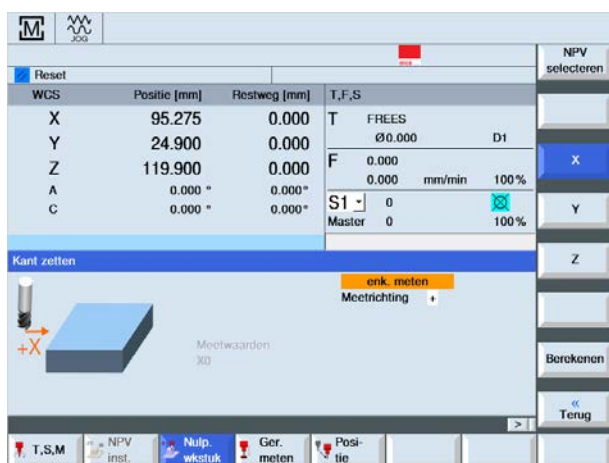 M
JOG
NPV
selecteren
Reset
WCS Positie [mm] Restweg [mm] T,F,S
X 95.275 0.000 T FREES
Ø0.000 D1
Y 24.900 0.000
F 0.000
X
Z 119.900 0.000
0.000 mm/min 100%
A 0.000 ° 0.000°
S1 0
C 0.000 ° 0.000°
Master 0 100%
Y
Kant zetten
Z
enk. meten
Meetrichting +
+X
Meetwaarden
X0
Berekenen
«
Terug
>
T,S,M
NPV
inst.
Nulp.
wkstuk
Ger.
meten
Posi-
tie